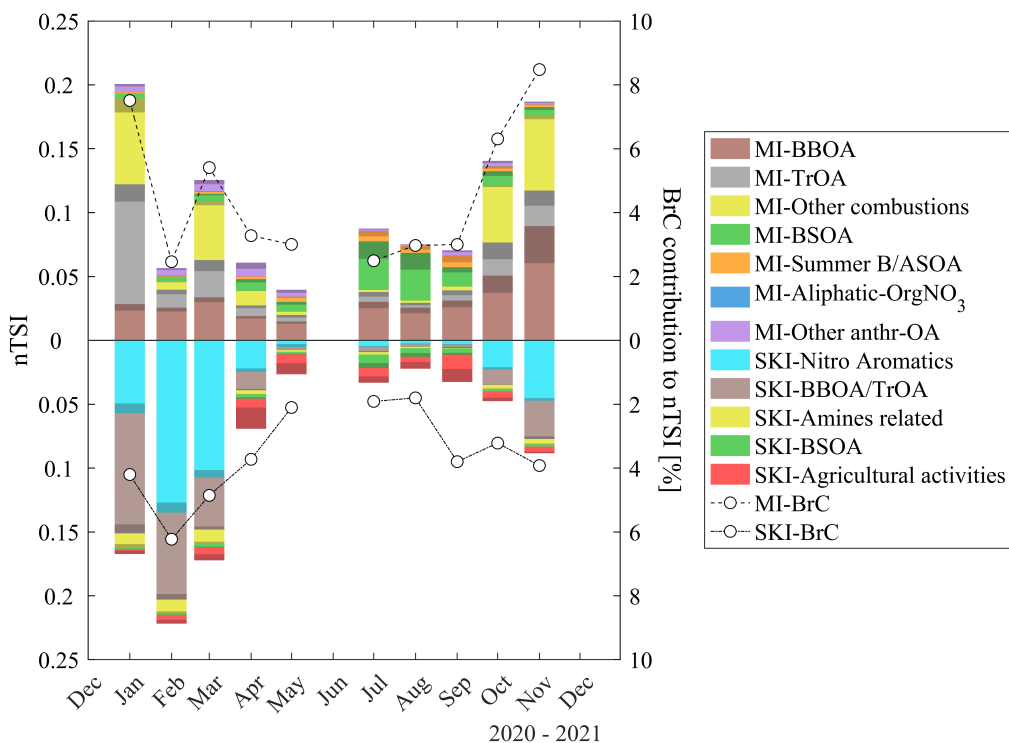 0.25
0.2
0.15
0.1
0.05
0
0.05
0.1
0.15
0.2
0.25
nTSI
10
8
6
4
2
0
2
4
6
8
10
BrC contribution to nTSI [%]
Dec
Jan
Feb
Mar
Apr
May
Jun
Jul
Aug
Sep
Oct
Nov
Dec
2020 - 2021
MI-BBOA
MI-TrOA
MI-Other combustions
MI-BSOA
MI-Summer B/ASOA
MI-Aliphatic-OrgNO₃
MI-Other anthr-OA
SKI-Nitro Aromatics
SKI-BBOA/TrOA
SKI-Amines related
SKI-BSOA
SKI-Agricultural activities
MI-BrC
SKI-BrC